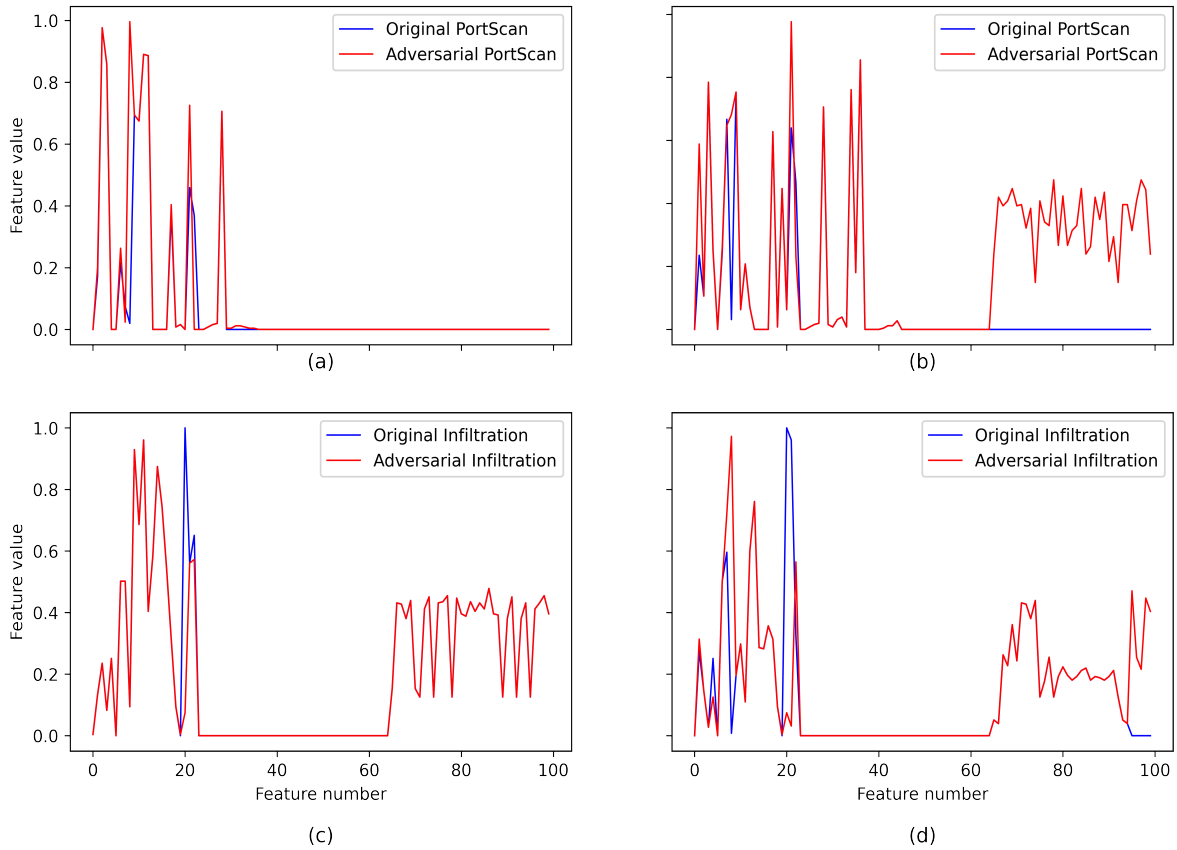 Original PortScan
Adversarial PortScan
Feature value
1.0
0.8
0.6
0.4
0.2
0.0
(a)
Original PortScan
Adversarial PortScan
(b)
Original Infiltration
Adversarial Infiltration
Feature value
1.0
0.8
0.6
0.4
0.2
0.0
0 20 40 60 80 100
Feature number
(c)
Original Infiltration
Adversarial Infiltration
0 20 40 60 80 100
Feature number
(d)